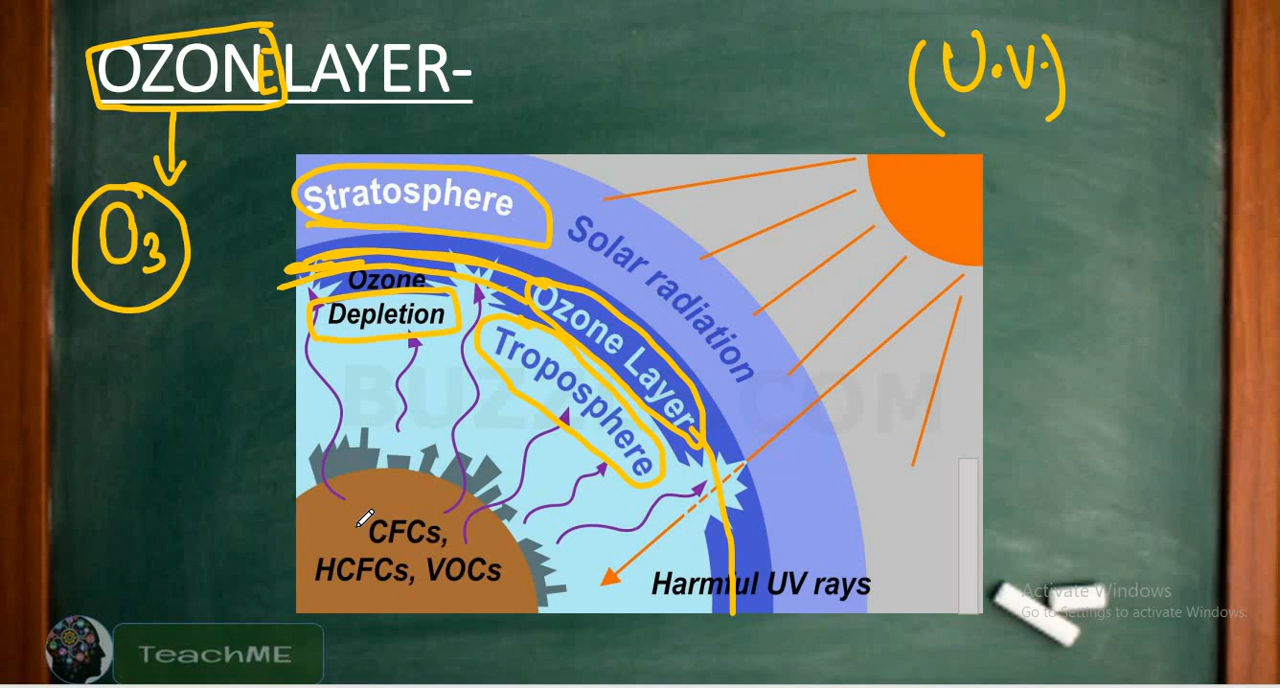 OZONE LAYER-
(U.V.)
O3
Stratosphere
Solar radiation
Ozone
Depletion
Ozone Layer
Troposphere
CFCs,
HCFCs, VOCs
Harmful UV rays
Activate Windows
Go to Settings to activate Windows.
TeachME